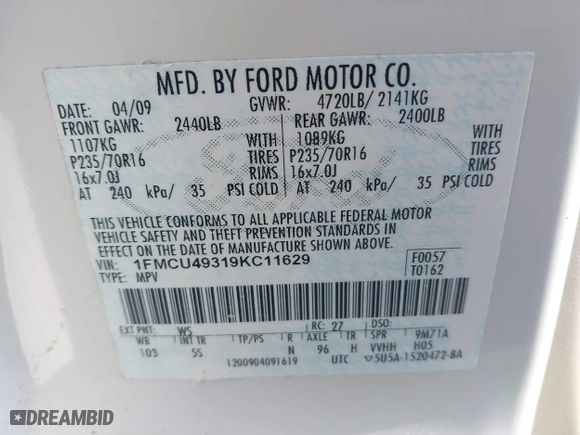 MFD. BY FORD MOTOR CO.
DATE: 04/09 GVWR: 4720LB/ 2141KG
FRONT GAWR: 2440LB REAR GAWR: 2400LB
1107KG WITH 1089KG WITH
P235/70R16 TIRES P235/70R16 TIRES
16x7.0J RIMS 16x7.0J RIMS
AT 240 kPa/ 35 PSI COLD AT 240 kPa/ 35 PSI COLD
THIS VEHICLE CONFORMS TO ALL APPLICABLE FEDERAL MOTOR
VEHICLE SAFETY AND THEFT PREVENTION STANDARDS IN
EFFECT ON THE DATE OF MANUFACTURE SHOWN ABOVE.
VIN: 1FMCU49319KC11629 F0057
TYPE: MPV T0162
EXT PNT: WS RC: 27 DSO:
WB INT TR TP/PS R AXLE TR SPR 9M71A
103 5S N 96 H VVHH H05
1200904091619 UTC 5U5A-1520472-BA
DREAMBID